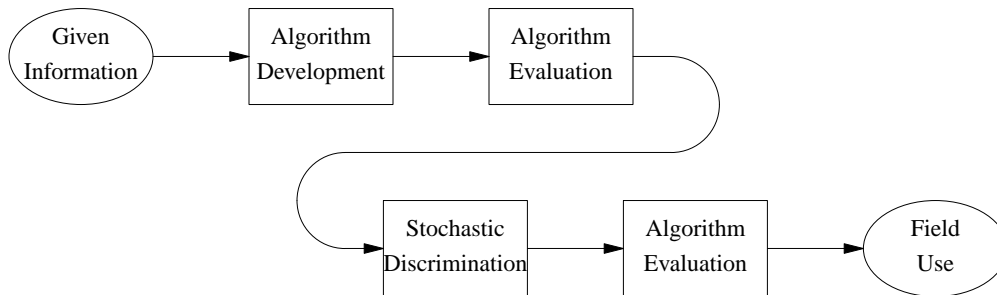 Given
Information
Algorithm
Development
Algorithm
Evaluation
Stochastic
Discrimination
Algorithm
Evaluation
Field
Use